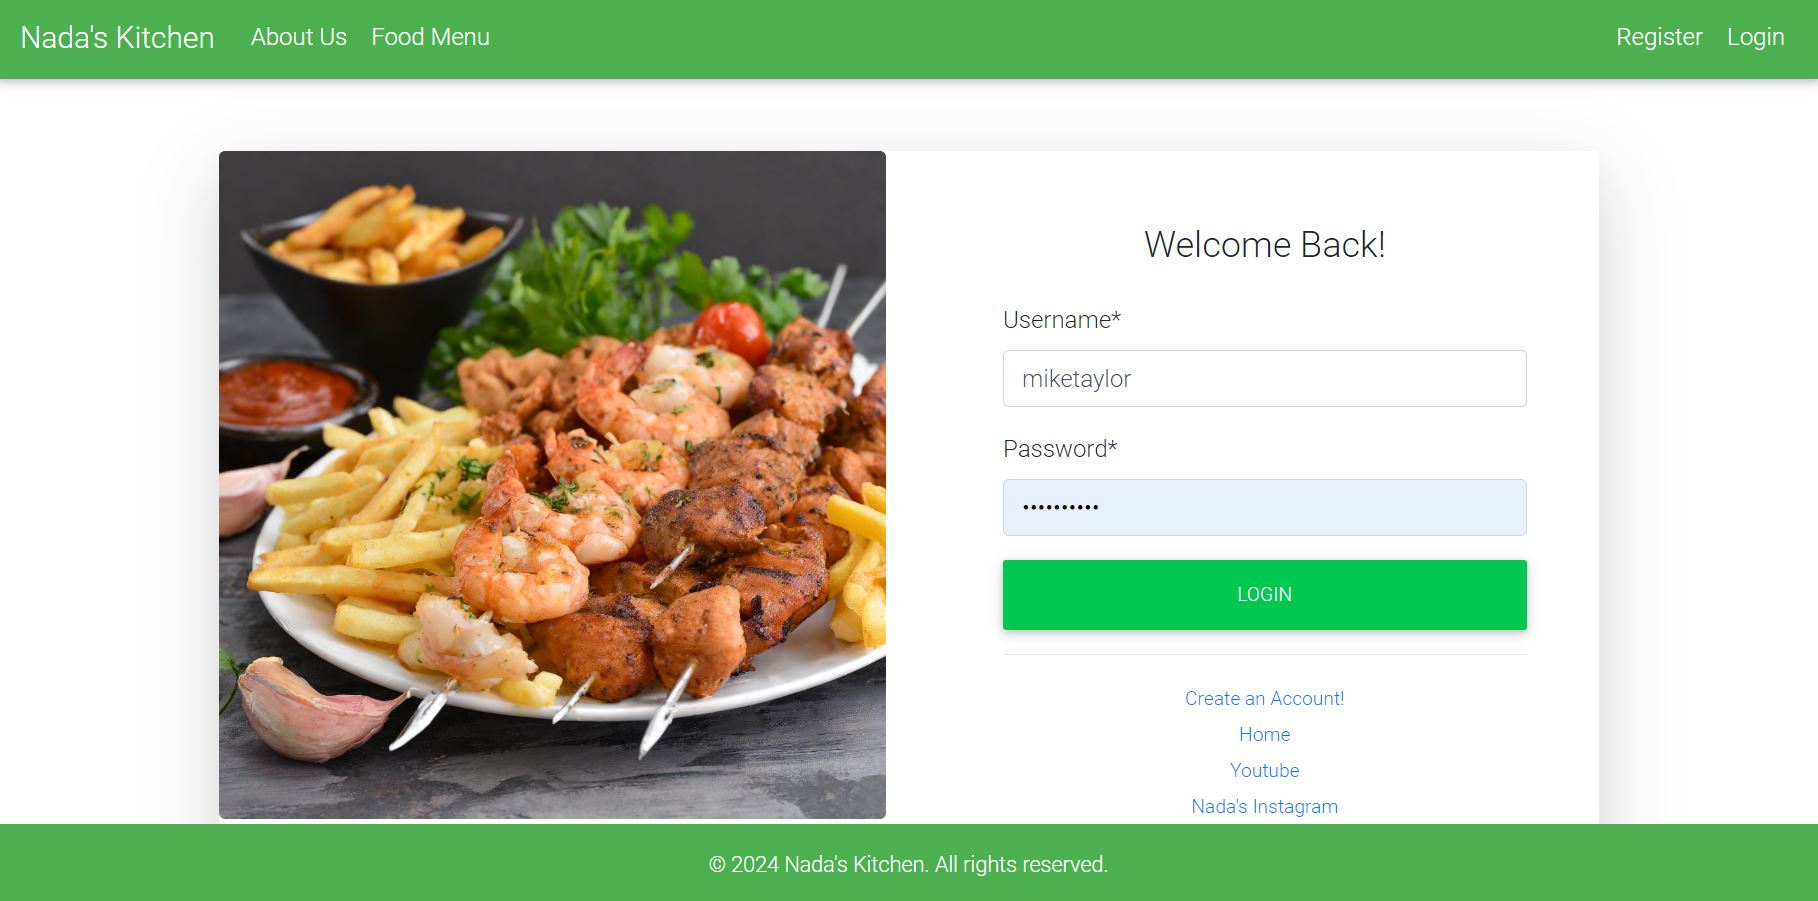 Nada's Kitchen About Us Food Menu Register Login
Welcome Back!
Username*
miketaylor
Password*
••••••••••
LOGIN
Create an Account!
Home
Youtube
Nada's Instagram
© 2024 Nada's Kitchen. All rights reserved.